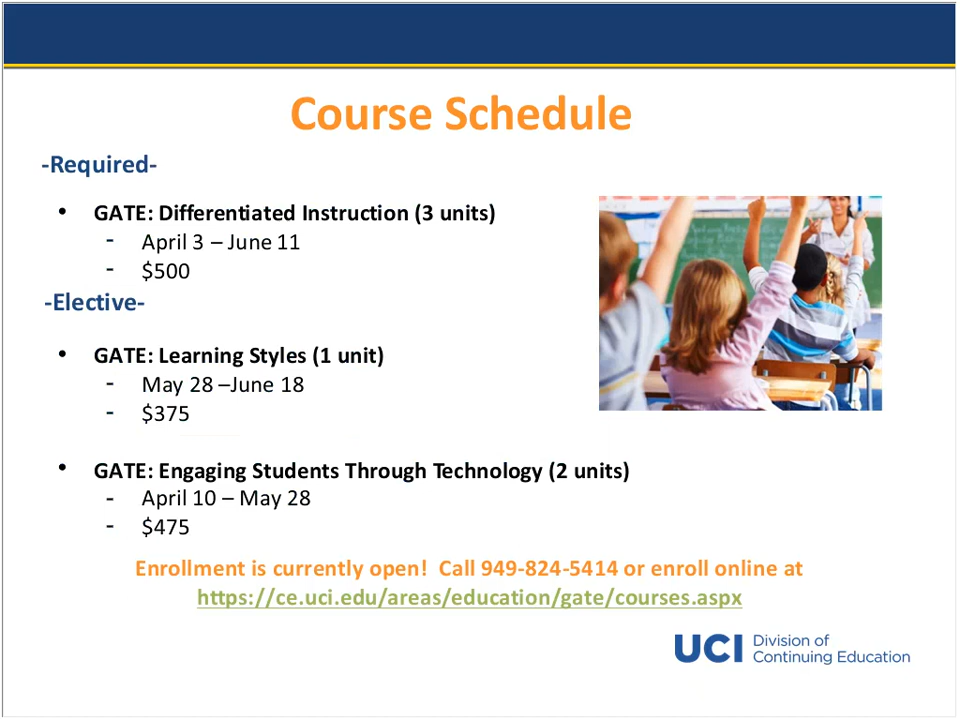 Course Schedule
-Required-
• GATE: Differentiated Instruction (3 units)
- April 3 – June 11
- $500
-Elective-
• GATE: Learning Styles (1 unit)
- May 28 –June 18
- $375
• GATE: Engaging Students Through Technology (2 units)
- April 10 – May 28
- $475
Enrollment is currently open!  Call 949-824-5414 or enroll online at
https://ce.uci.edu/areas/education/gate/courses.aspx
UCI Division of
Continuing Education